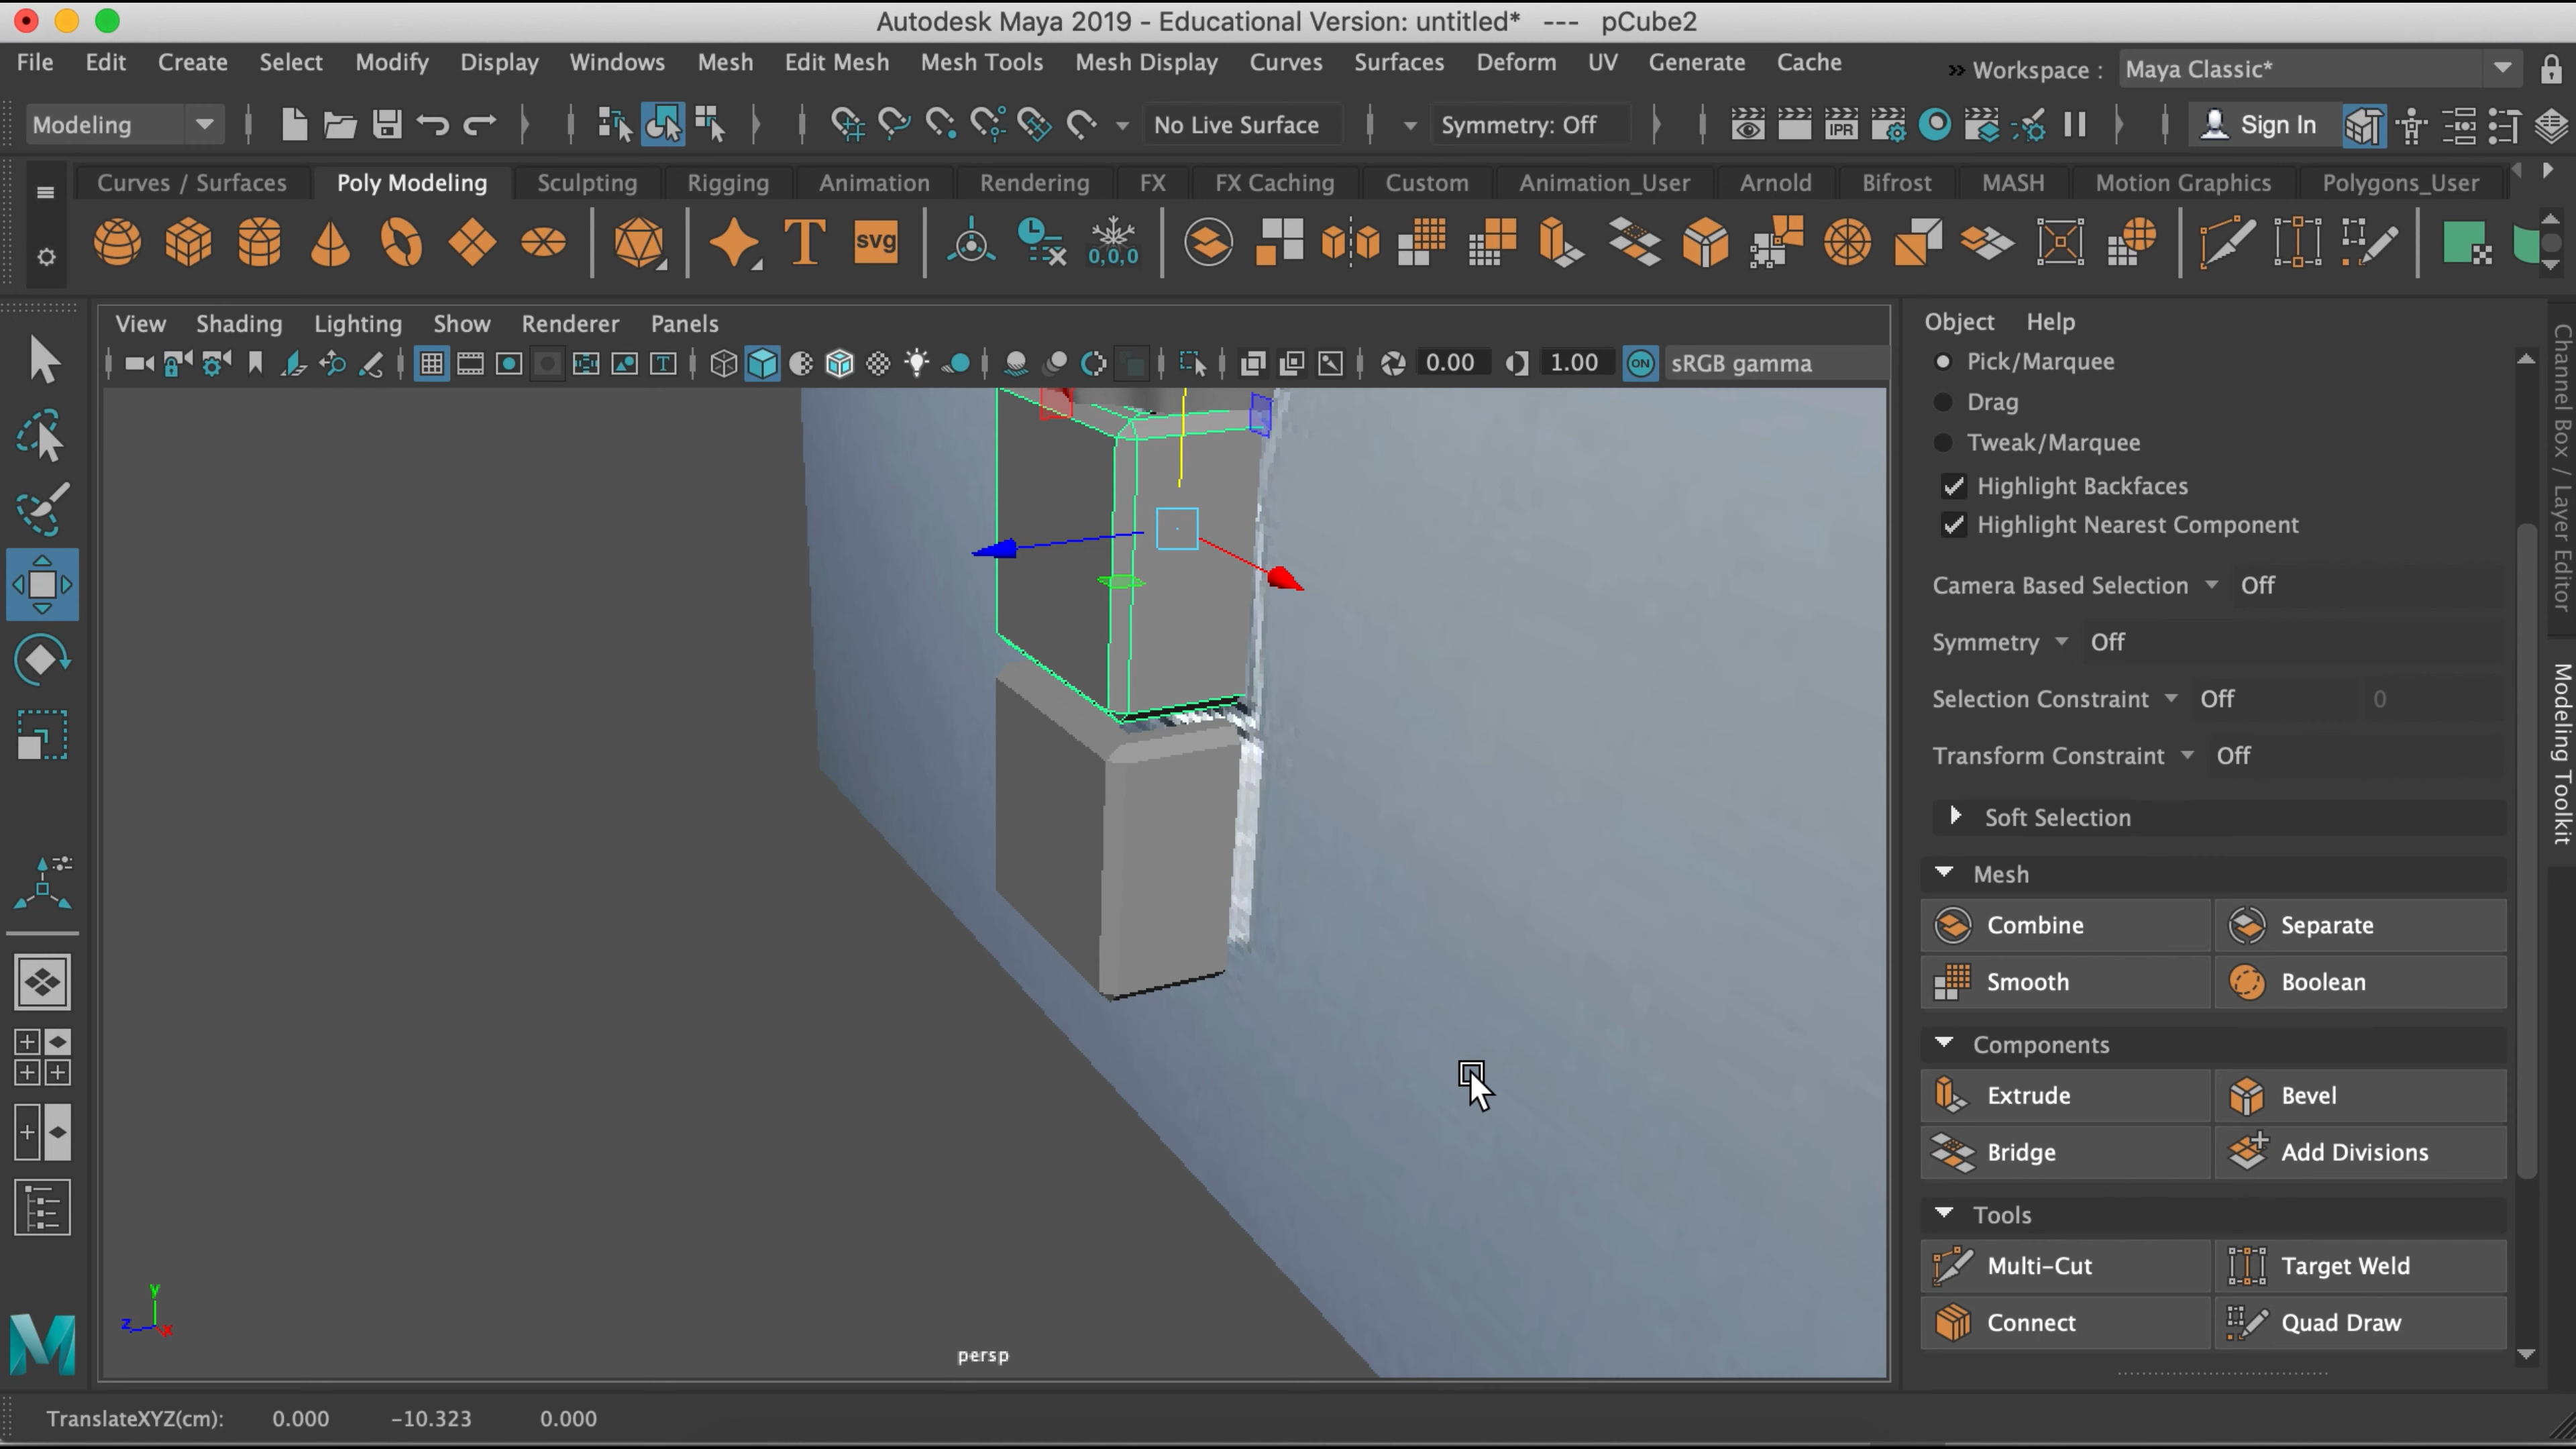 Autodesk Maya 2019 - Educational Version: untitled* --- pCube2
File Edit Create Select Modify Display Windows Mesh Edit Mesh Mesh Tools Mesh Display Curves Surfaces Deform UV Generate Cache » Workspace : Maya Classic*
Modeling IPR No Live Surface Symmetry: Off Sign In
Curves / Surfaces Poly Modeling Sculpting Rigging Animation Rendering FX FX Caching Custom Animation_User Arnold Bifrost MASH Motion Graphics Polygons_User
T svg 0,0,0
View Shading Lighting Show Renderer Panels
T 0.00 1.00 ON sRGB gamma
Object Help
Pick/Marquee
Drag
Tweak/Marquee
Highlight Backfaces
Highlight Nearest Component
Camera Based Selection Off
Symmetry Off
Selection Constraint Off 0
Transform Constraint Off
Soft Selection
Mesh
Combine Separate
Smooth Boolean
Components
Extrude Bevel
Bridge Add Divisions
Tools
Multi-Cut Target Weld
Connect Quad Draw
Channel Box / Layer Editor
Modeling Toolkit
y
z x
persp
TranslateXYZ(cm): 0.000 -10.323 0.000